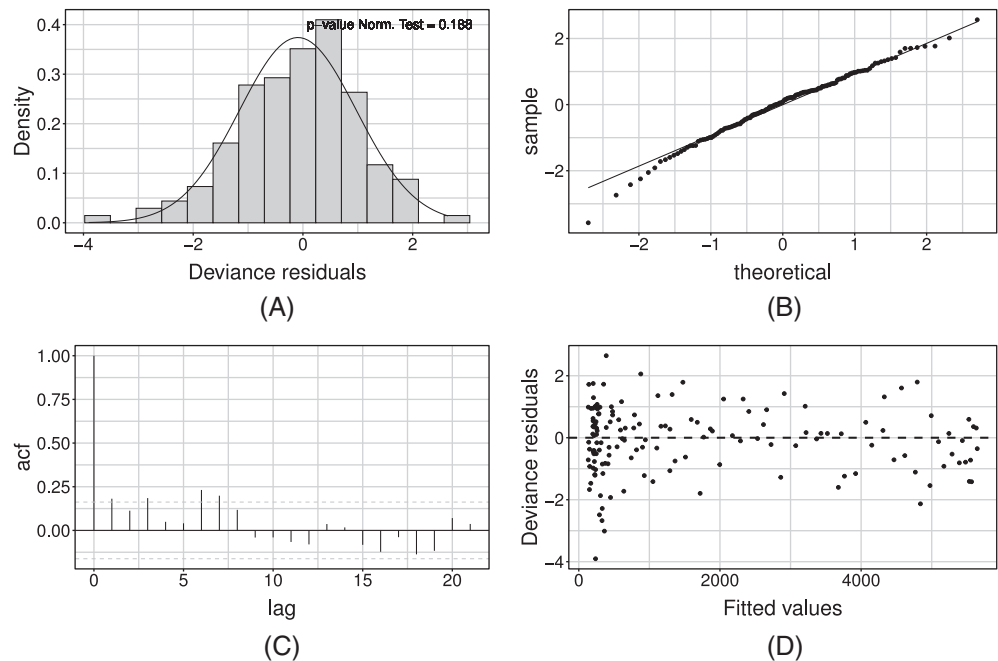 p-value Norm. Test = 0.188
0.4
0.3
0.2
0.1
0.0
Density
−4
−2
0
2
Deviance residuals
(A)
2
0
−2
sample
−2
−1
0
1
2
theoretical
(B)
1.00
0.75
0.50
0.25
0.00
acf
0
5
10
15
20
lag
(C)
2
0
−2
−4
Deviance residuals
0
2000
4000
Fitted values
(D)